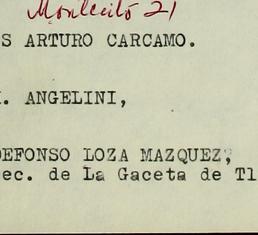 Montecito 21
S ARTURO CARCAMO.
. ANGELINI,
DEFONSO LOZA MAZQUEZ,
ec. de La Gaceta de Tl